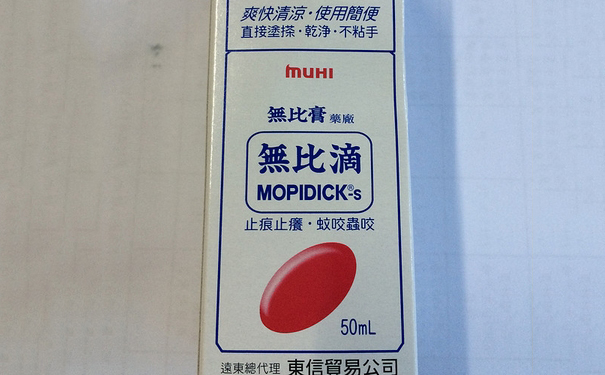 爽快清涼·使用簡便
直接塗搽·乾淨·不粘手
MUHI
無比膏 藥廠
無比滴
MOPIDICK®-S
止痕止癢·蚊咬蟲咬
50mL
遠東總代理 東信貿易公司